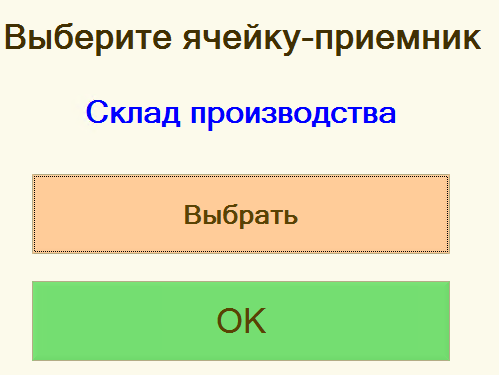 Выберите ячейку-приемник
Склад производства
Выбрать
OK